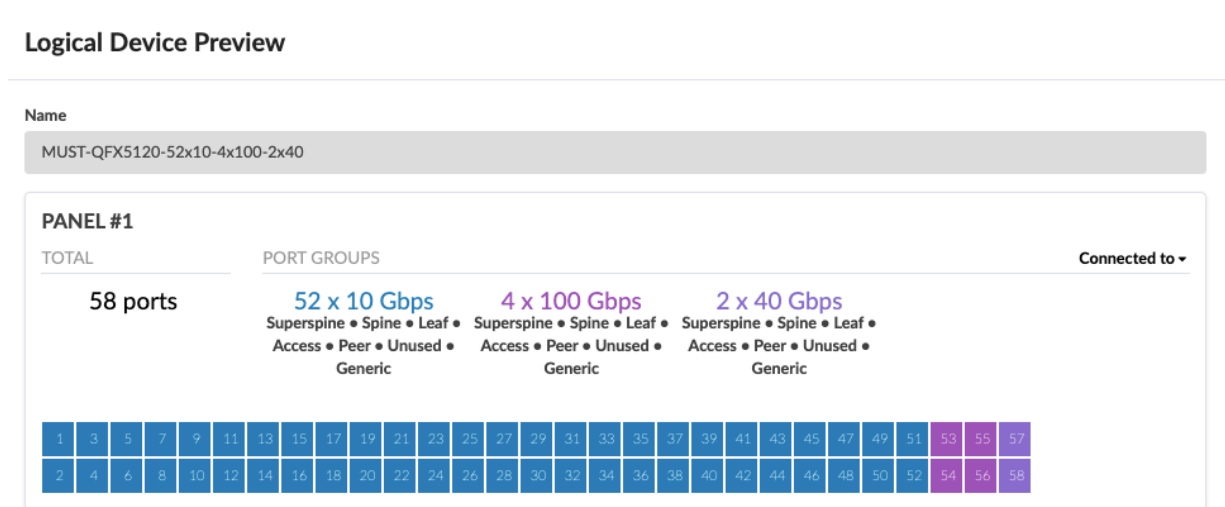 Logical Device Preview
Name
MUST-QFX5120-52x10-4x100-2x40
PANEL #1
TOTAL
PORT GROUPS
Connected to
58 ports
52 x 10 Gbps
Superspine • Spine • Leaf •
Access • Peer • Unused •
Generic
4 x 100 Gbps
Superspine • Spine • Leaf •
Access • Peer • Unused •
Generic
2 x 40 Gbps
Superspine • Spine • Leaf •
Access • Peer • Unused •
Generic
1 3 5 7 9 11 13 15 17 19 21 23 25 27 29 31 33 35 37 39 41 43 45 47 49 51 53 55 57
2 4 6 8 10 12 14 16 18 20 22 24 26 28 30 32 34 36 38 40 42 44 46 48 50 52 54 56 58